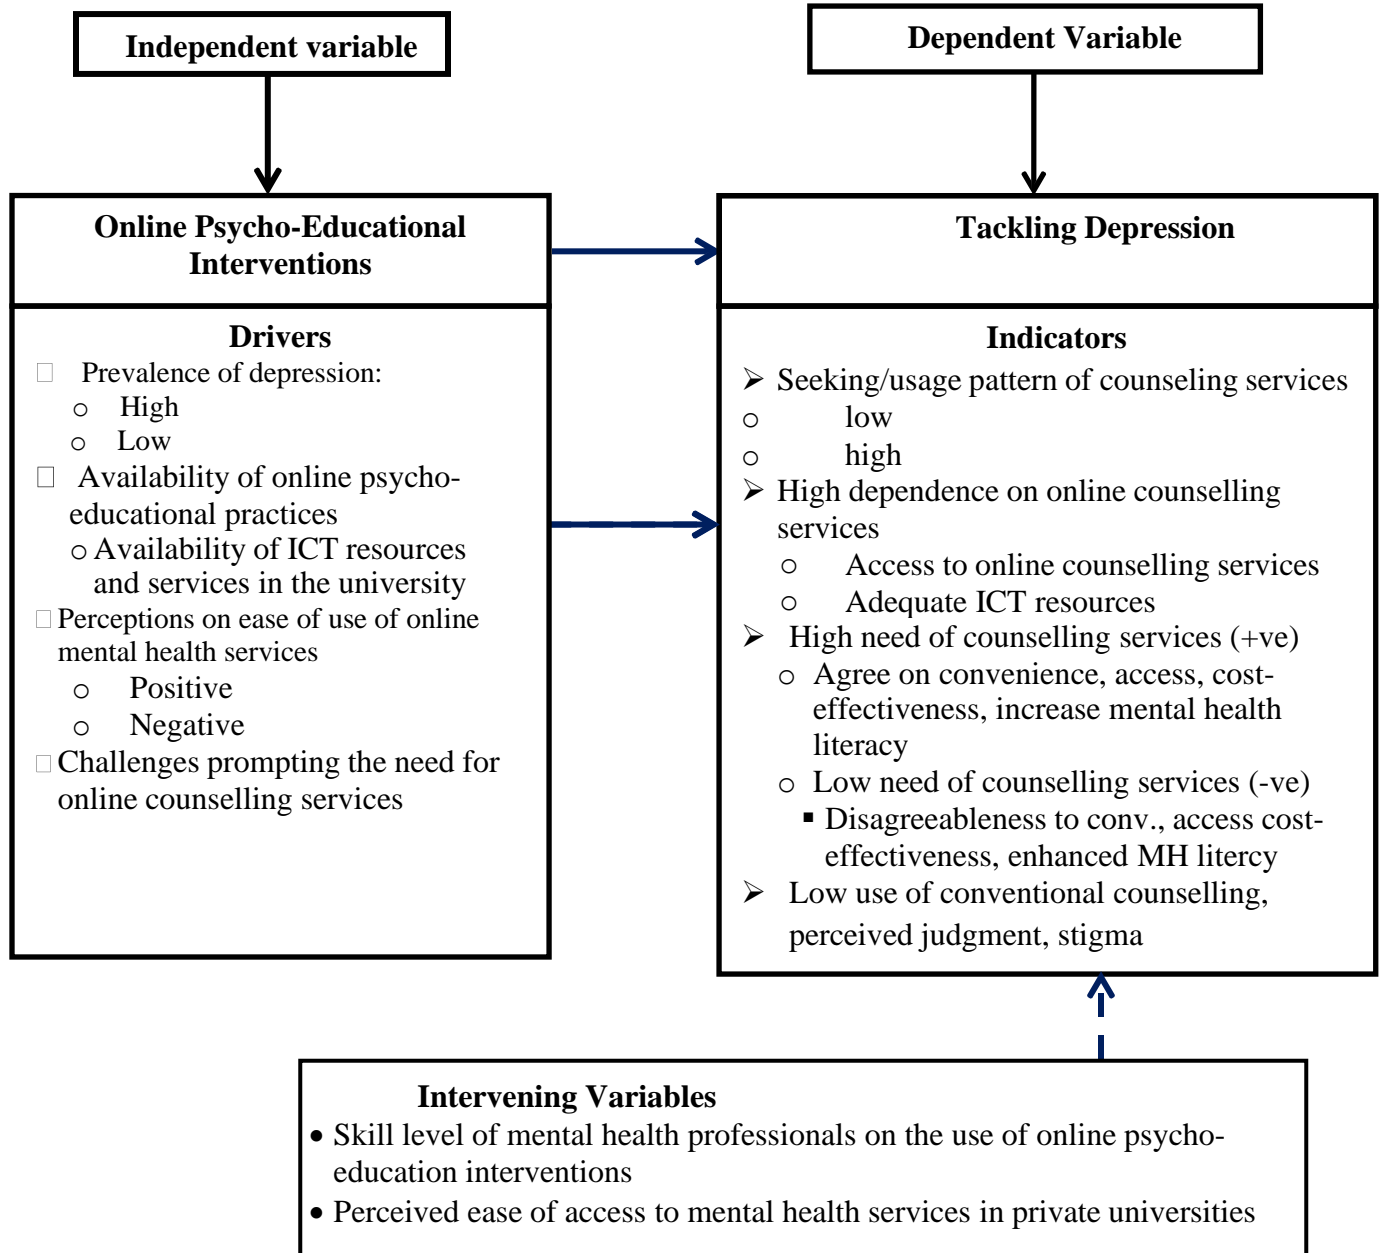 Independent variable
Dependent Variable
Online Psycho-Educational
Interventions
Drivers
Prevalence of depression:
o High
o Low
Availability of online psycho-
educational practices
o Availability of ICT resources
and services in the university
Perceptions on ease of use of online
mental health services
o Positive
o Negative
Challenges prompting the need for
online counselling services
Tackling Depression
Indicators
➢ Seeking/usage pattern of counseling services
o low
o high
➢ High dependence on online counselling
services
o Access to online counselling services
o Adequate ICT resources
➢ High need of counselling services (+ve)
o Agree on convenience, access, cost-
effectiveness, increase mental health
literacy
o Low need of counselling services (-ve)
▪ Disagreeableness to conv., access cost-
effectiveness, enhanced MH litercy
➢ Low use of conventional counselling,
perceived judgment, stigma
Intervening Variables
• Skill level of mental health professionals on the use of online psycho-
education interventions
• Perceived ease of access to mental health services in private universities